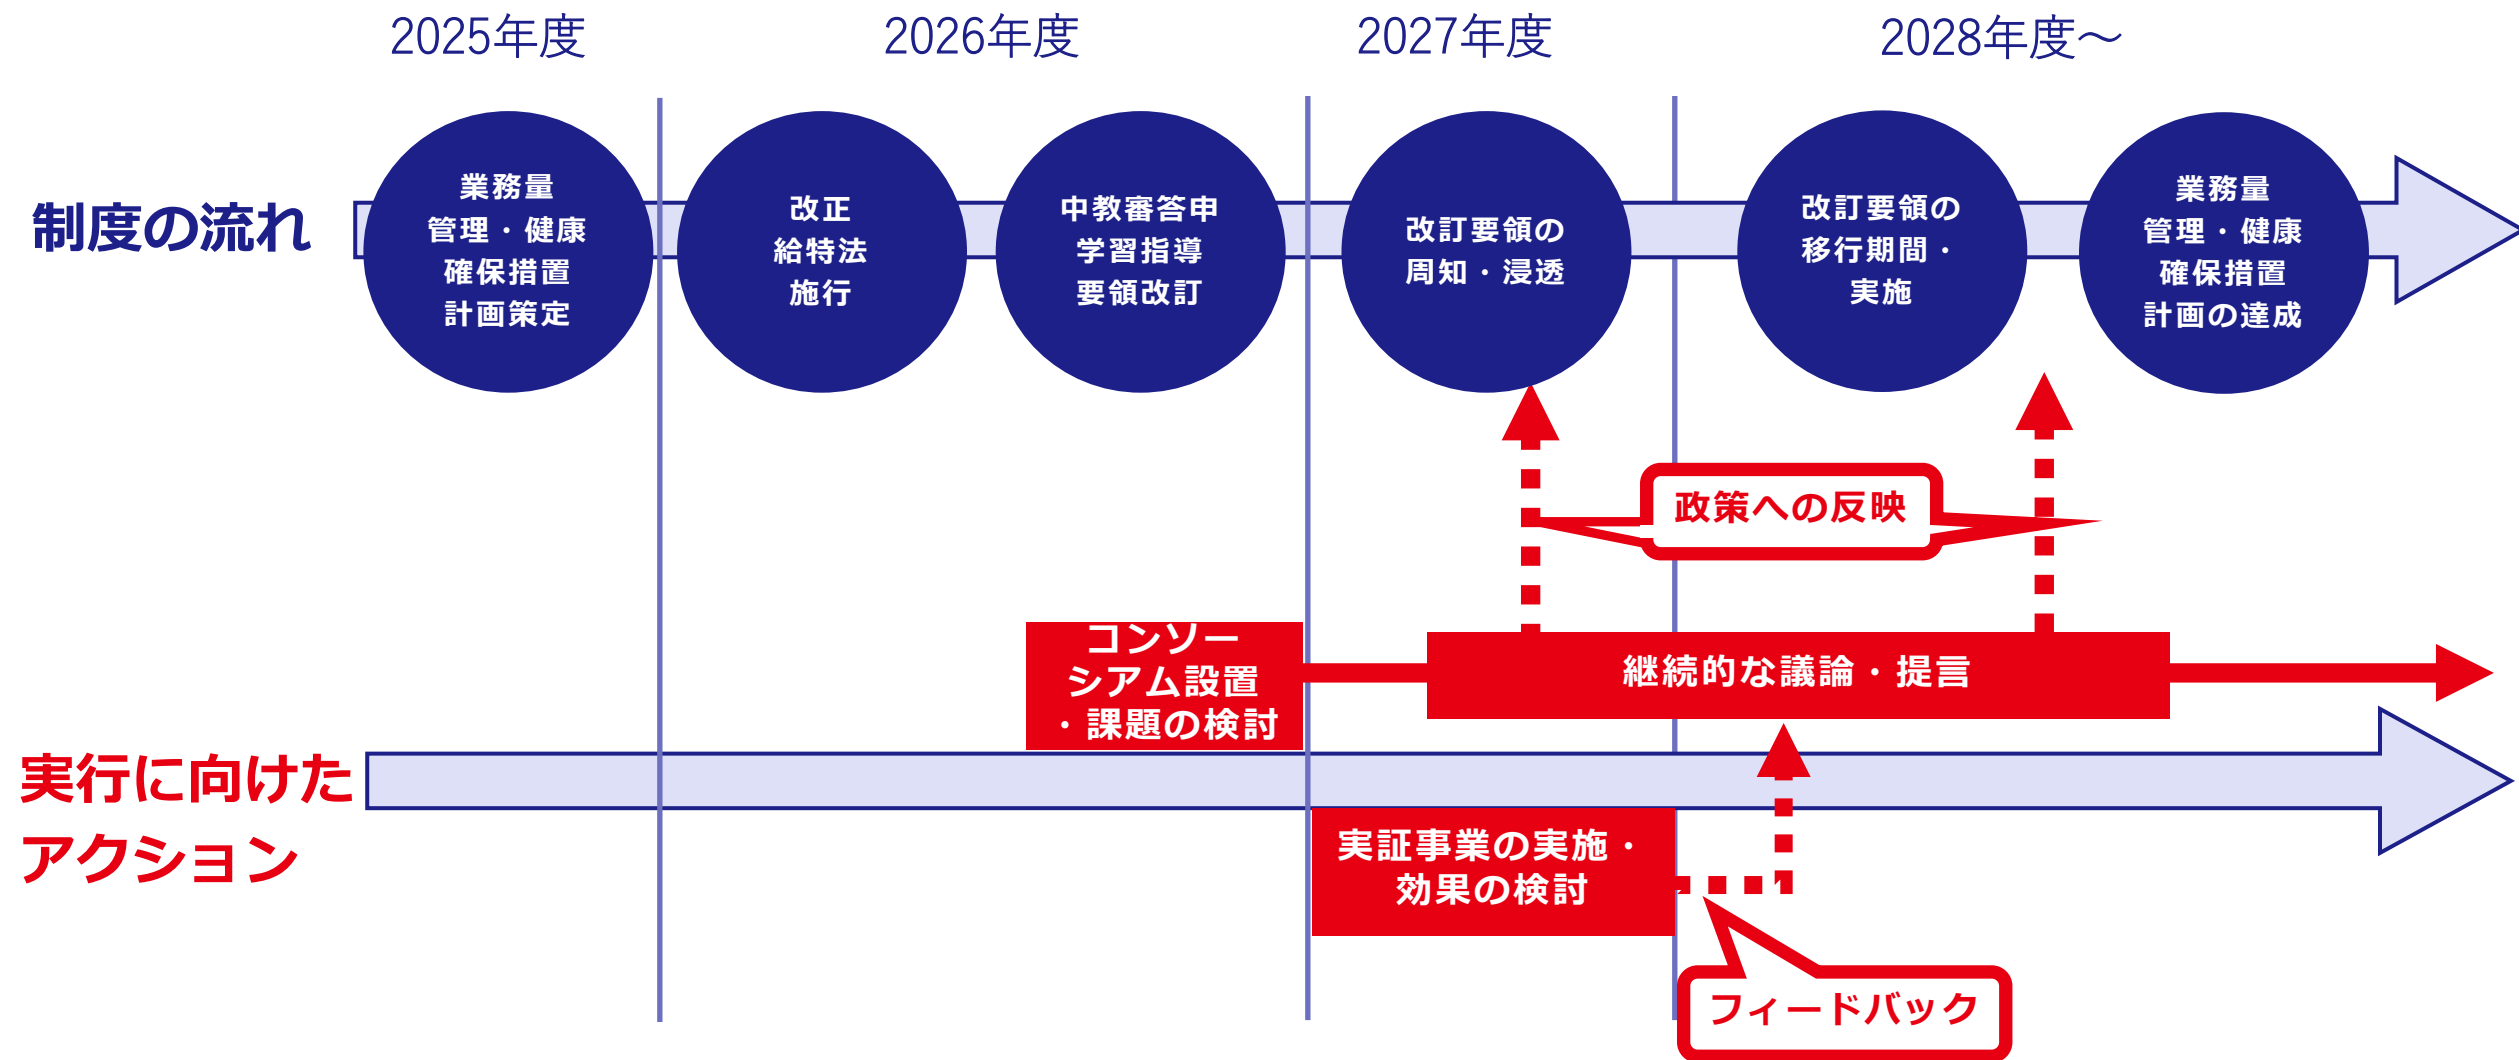 2025年度
2026年度
2027年度
2028年度～
制度の流れ
業務量
管理・健康
確保措置
計画策定
改正
給特法
施行
中教審答申
学習指導
要領改訂
改訂要領の
周知・浸透
改訂要領の
移行期間・
実施
業務量
管理・健康
確保措置
計画の達成
政策への反映
コンソー
シアム設置
・課題の検討
継続的な議論・提言
実行に向けた
アクション
実証事業の実施・
効果の検討
フィードバック